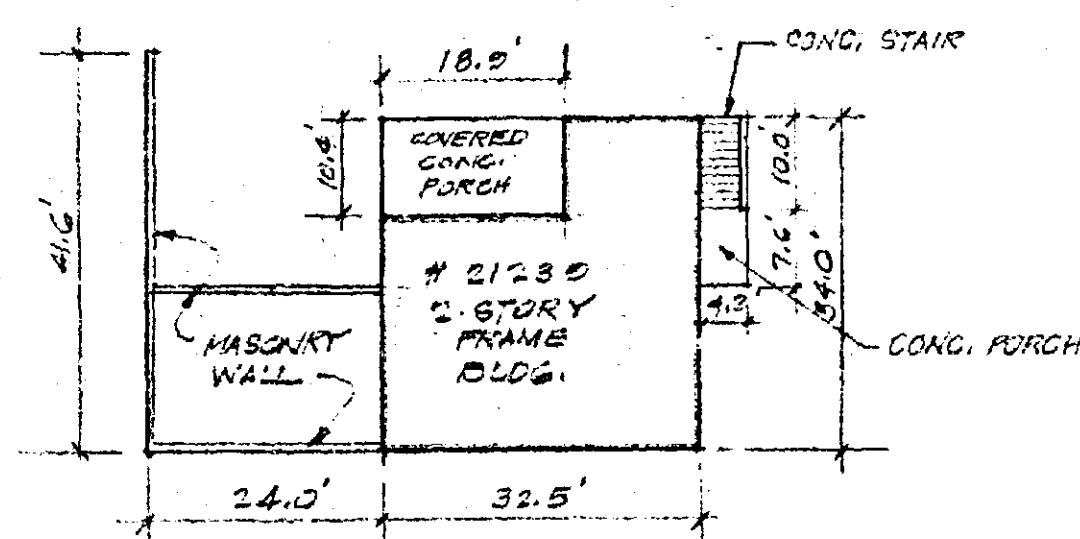 CONC. STAIR
18.9'
COVERED
CONC.
PORCH
10.4'
10.0'
41.6'
7.6'
34.0'
# 21239
2-STORY
FRAME
BLDG.
4.3
MASONRY
WALL
CONC. PORCH
24.0'
32.5'